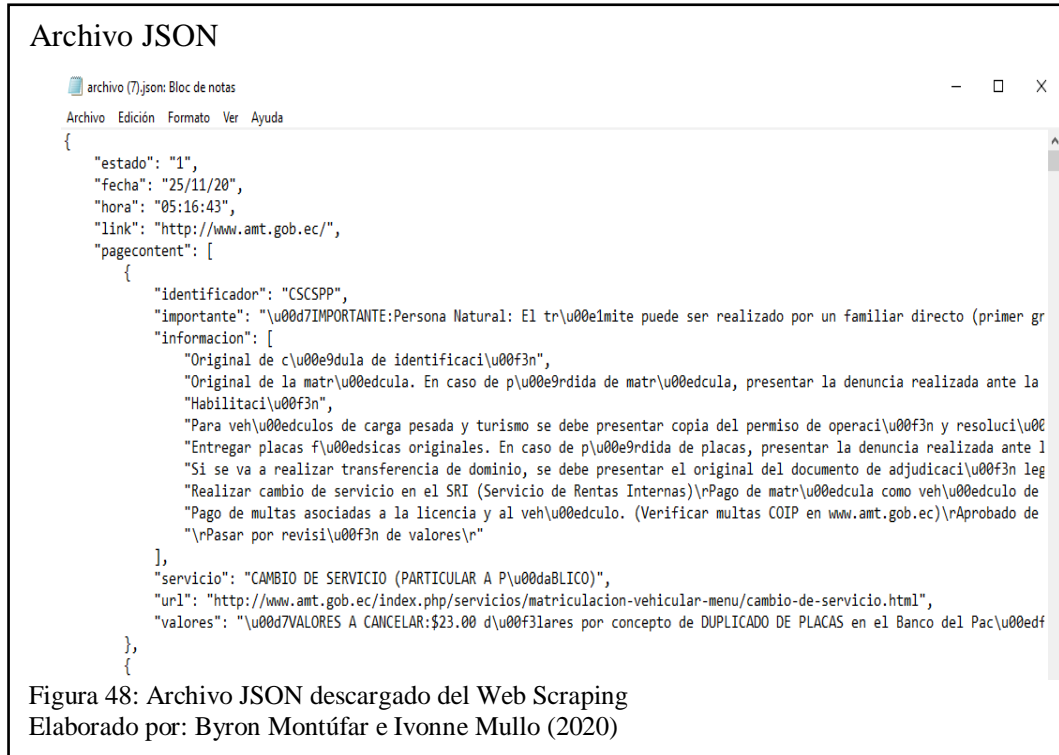 Archivo JSON
archivo (7).json: Bloc de notas
Archivo Edición Formato Ver Ayuda
{
"estado": "1",
"fecha": "25/11/20",
"hora": "05:16:43",
"link": "http://www.amt.gob.ec/",
"pagecontent": [
{
"identificador": "CSCSPP",
"importante": "\u00d7IMPORTANTE:Persona Natural: El tr\u00e1mite puede ser realizado por un familiar directo (primer gr
"informacion": [
"Original de c\u00e9dula de identificaci\u00f3n",
"Original de la matr\u00edcula. En caso de p\u00e9rdida de matr\u00edcula, presentar la denuncia realizada ante la
"Habilitaci\u00f3n",
"Para veh\u00edculos de carga pesada y turismo se debe presentar copia del permiso de operaci\u00f3n y resoluci\u00
"Entregar placas f\u00edsicas originales. En caso de p\u00e9rdida de placas, presentar la denuncia realizada ante l
"Si se va a realizar transferencia de dominio, se debe presentar el original del documento de adjudicaci\u00f3n leg
"Realizar cambio de servicio en el SRI (Servicio de Rentas Internas)\rPago de matr\u00edcula como veh\u00edculo de
"Pago de multas asociadas a la licencia y al veh\u00edculo. (Verificar multas COIP en www.amt.gob.ec)\rAprobado de
"\rPasar por revisi\u00f3n de valores\r"
],
"servicio": "CAMBIO DE SERVICIO (PARTICULAR A P\u00daBLICO)",
"url": "http://www.amt.gob.ec/index.php/servicios/matriculacion-vehicular-menu/cambio-de-servicio.html",
"valores": "\u00d7VALORES A CANCELAR:$23.00 d\u00f3lares por concepto de DUPLICADO DE PLACAS en el Banco del Pac\u00edf
},
{
Figura 48: Archivo JSON descargado del Web Scraping
Elaborado por: Byron Montúfar e Ivonne Mullo (2020)